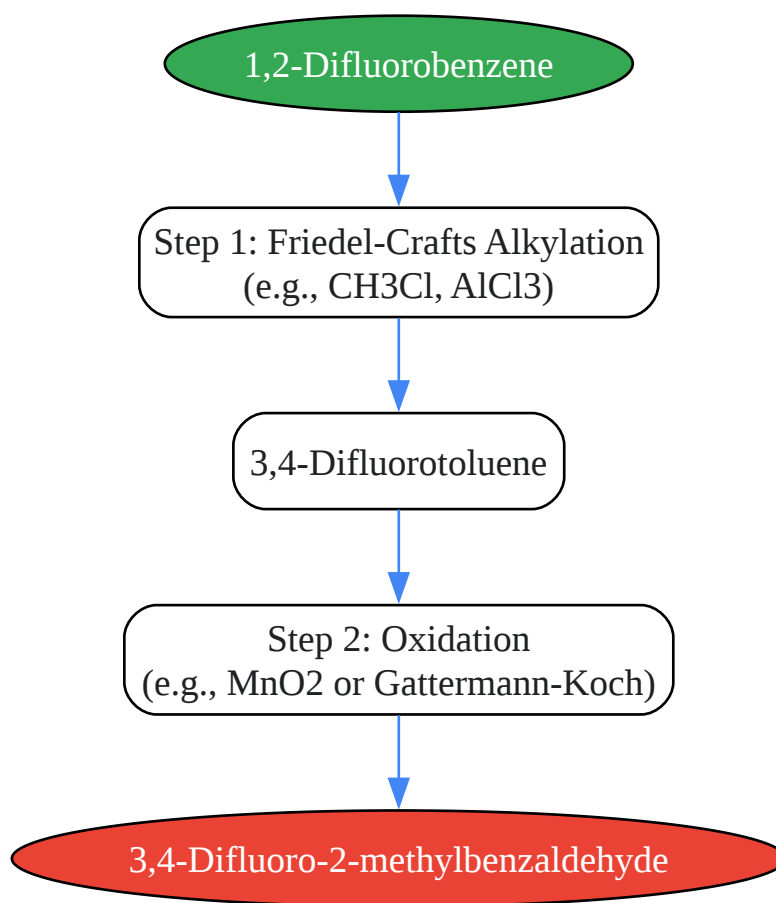 1,2-Difluorobenzene
Step 1: Friedel-Crafts Alkylation
(e.g., CH3Cl, AlCl3)
3,4-Difluorotoluene
Step 2: Oxidation
(e.g., MnO2 or Gattermann-Koch)
3,4-Difluoro-2-methylbenzaldehyde